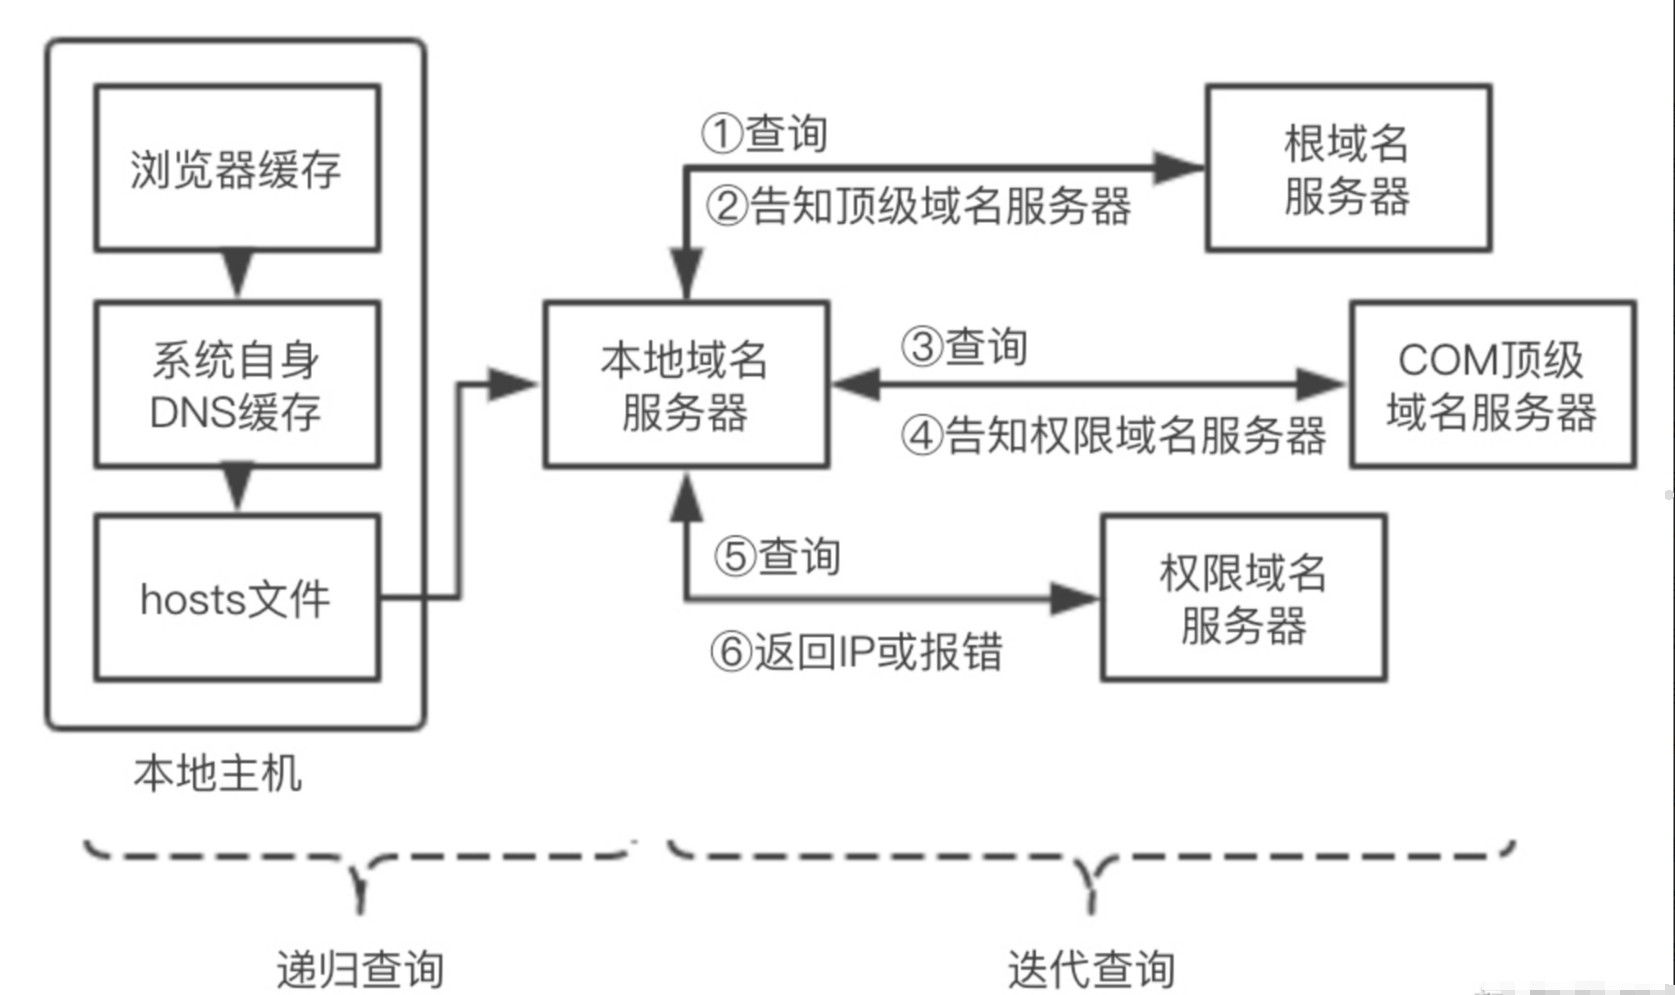 浏览器缓存
系统自身
DNS缓存
hosts文件
本地主机
本地域名
服务器
①查询
②告知顶级域名服务器
根域名
服务器
③查询
④告知权限域名服务器
COM顶级
域名服务器
⑤查询
⑥返回IP或报错
权限域名
服务器
递归查询
迭代查询